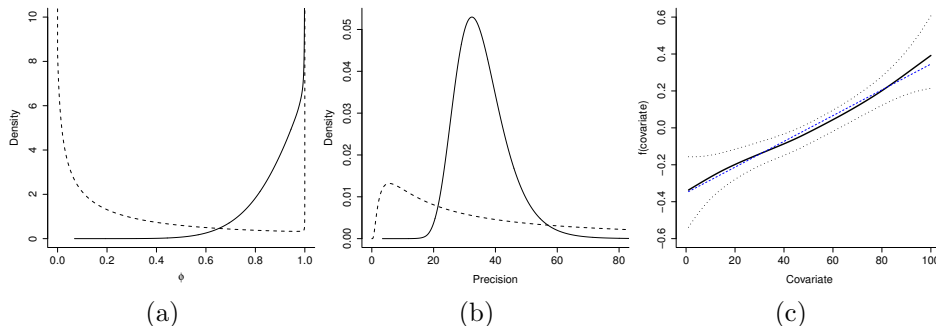 10
8
6
4
2
0
Density
0.0 0.2 0.4 0.6 0.8 1.0
ϕ
(a)
0.05
0.04
0.03
0.02
0.01
0.00
Density
0 20 40 60 80
Precision
(b)
0.6
0.4
0.2
0.0
−0.2
−0.4
−0.6
f(covariate)
0 20 40 60 80 100
Covariate
(c)